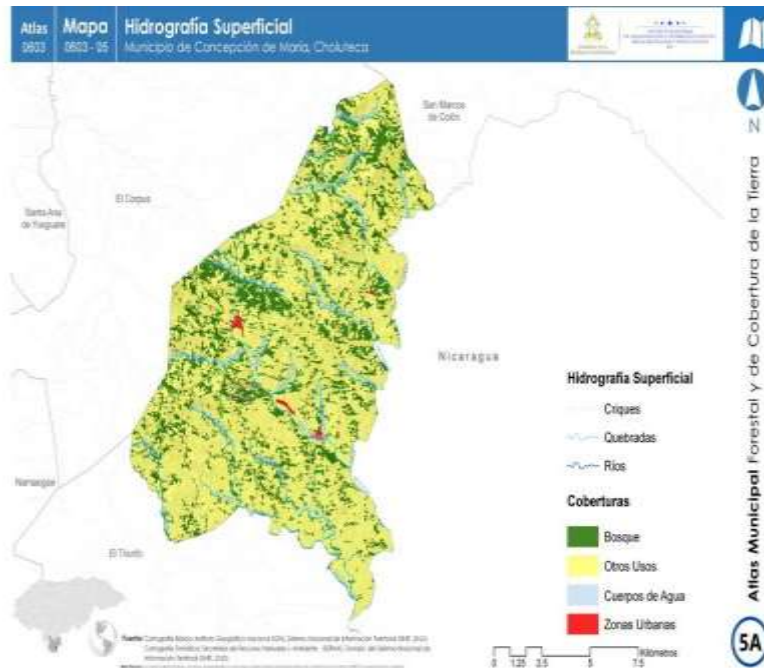 Atlas
0603
Mapa
0603 - 05
Hidrografía Superficial
Municipio de Concepción de María, Choluteca
N
San Marcos
de Colón
El Corpus
Santa Ana
de Yusguare
Nicaragua
Namasigue
El Triunfo
Hidrografía Superficial
Criques
Quebradas
Ríos
Coberturas
Bosque
Otros Usos
Cuerpos de Agua
Zonas Urbanas
Kilómetros
0 1.25 2.5 5 7.5
Atlas Municipal Forestal y de Cobertura de la Tierra
5A